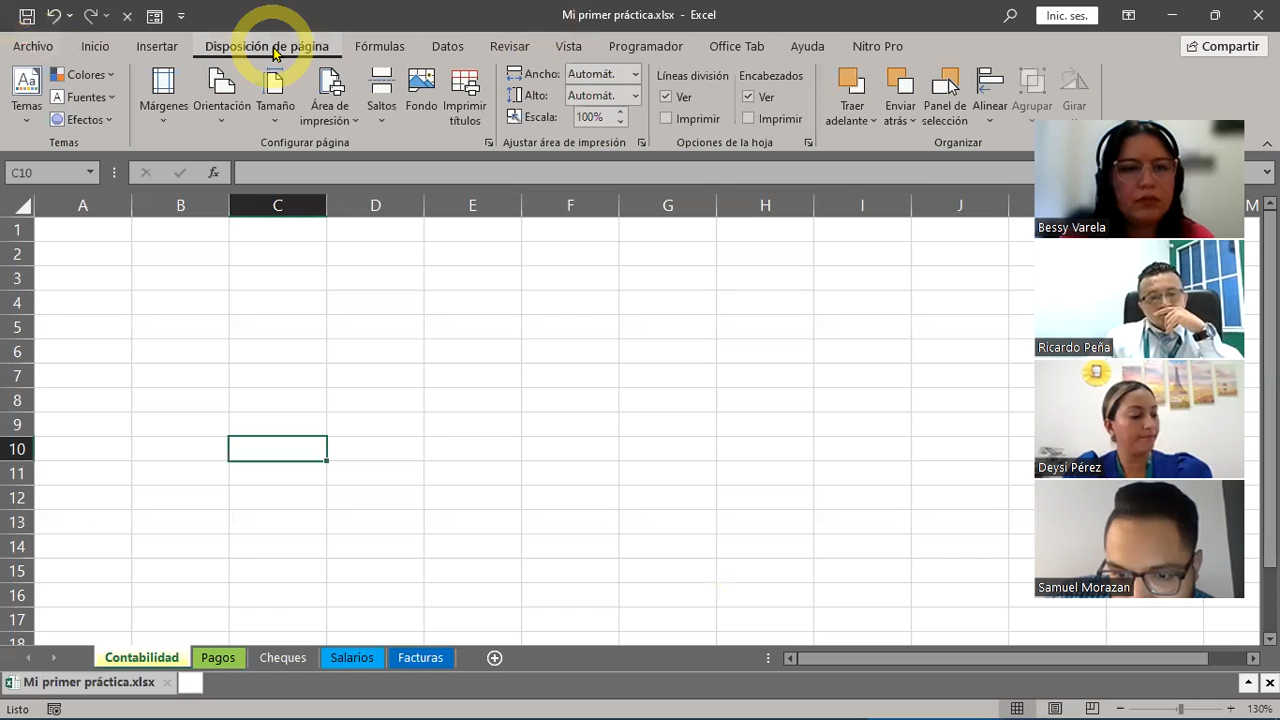 Mi primer práctica.xlsx - Excel
Inic. ses.
Archivo Inicio Insertar Disposición de página Fórmulas Datos Revisar Vista Programador Office Tab Ayuda Nitro Pro
Compartir
Temas
Colores
Fuentes
Efectos
Temas
Márgenes
Orientación
Tamaño
Área de impresión
Saltos
Fondo
Imprimir títulos
Configurar página
Ancho: Automát.
Alto: Automát.
Escala: 100%
Ajustar área de impresión
Líneas división
Ver
Imprimir
Encabezados
Ver
Imprimir
Opciones de la hoja
Traer adelante
Enviar atrás
Panel de selección
Alinear
Agrupar
Girar
Organizar
C10
fx
A B C D E F G H I J M
1
2
3
4
5
6
7
8
9
10
11
12
13
14
15
16
17
18
Bessy Varela
Ricardo Peña
Deysi Pérez
Samuel Morazan
Contabilidad Pagos Cheques Salarios Facturas
Mi primer práctica.xlsx
Listo
130%